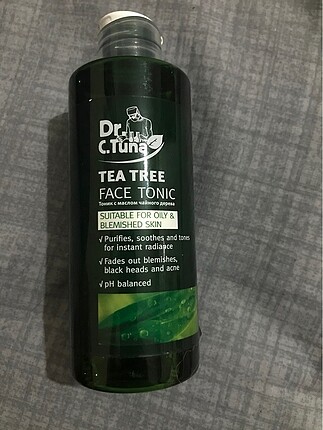 Dr.
C.Tuna
TEA TREE
FACE TONIC
Тоник с маслом чайного дерева
SUITABLE FOR OILY &
BLEMISHED SKIN
√ Purifies, soothes and tones
for instant radiance
√ Fades out blemishes,
black heads and acne
√ pH balanced